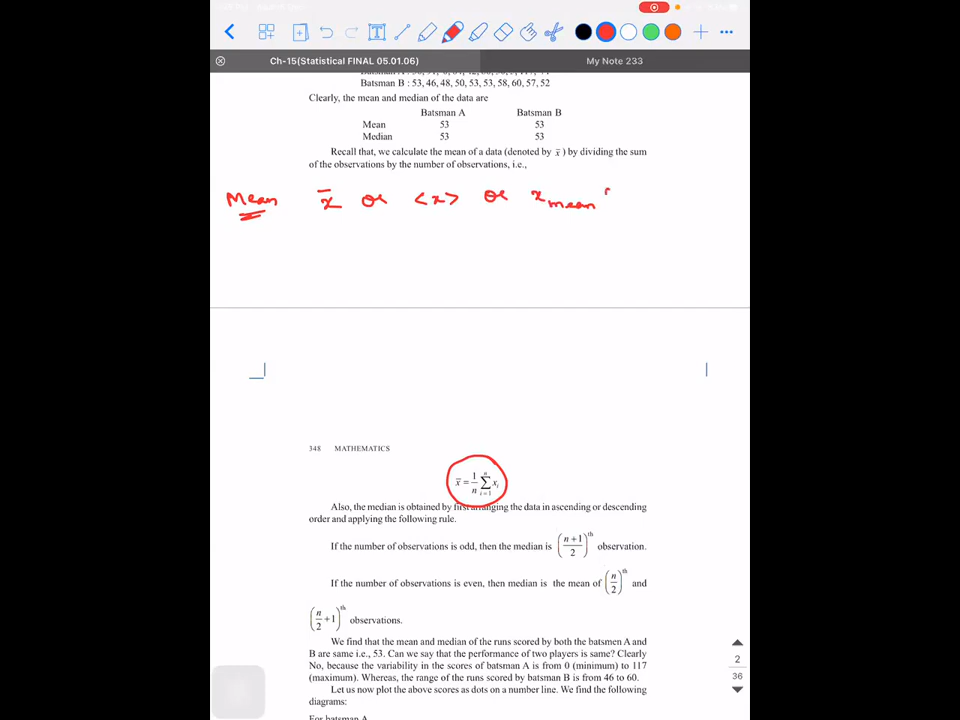 Ch-15(Statistical FINAL 05.01.06)
My Note 233
Batsman B : 53, 46, 48, 50, 53, 53, 58, 60, 57, 52
Clearly, the mean and median of the data are
Batsman A Batsman B
Mean 53 53
Median 53 53
Recall that, we calculate the mean of a data (denoted by x̄ ) by dividing the sum
of the observations by the number of observations, i.e.,
Mean x̄ or <x> or x mean
348 MATHEMATICS
x̄ = 1/n ∑ᵢ₌₁ⁿ xᵢ
Also, the median is obtained by first arranging the data in ascending or descending
order and applying the following rule.
If the number of observations is odd, then the median is ((n+1)/2)th observation.
If the number of observations is even, then median is the mean of (n/2)th and
(n/2 +1)th observations.
We find that the mean and median of the runs scored by both the batsmen A and
B are same i.e., 53. Can we say that the performance of two players is same? Clearly
No, because the variability in the scores of batsman A is from 0 (minimum) to 117
(maximum). Whereas, the range of the runs scored by batsman B is from 46 to 60.
Let us now plot the above scores as dots on a number line. We find the following
diagrams:
For batsman A
2
36